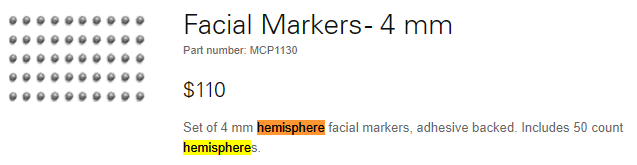 Facial Markers- 4 mm
Part number: MCP1130
$110
Set of 4 mm hemisphere facial markers, adhesive backed. Includes 50 count
hemispheres.